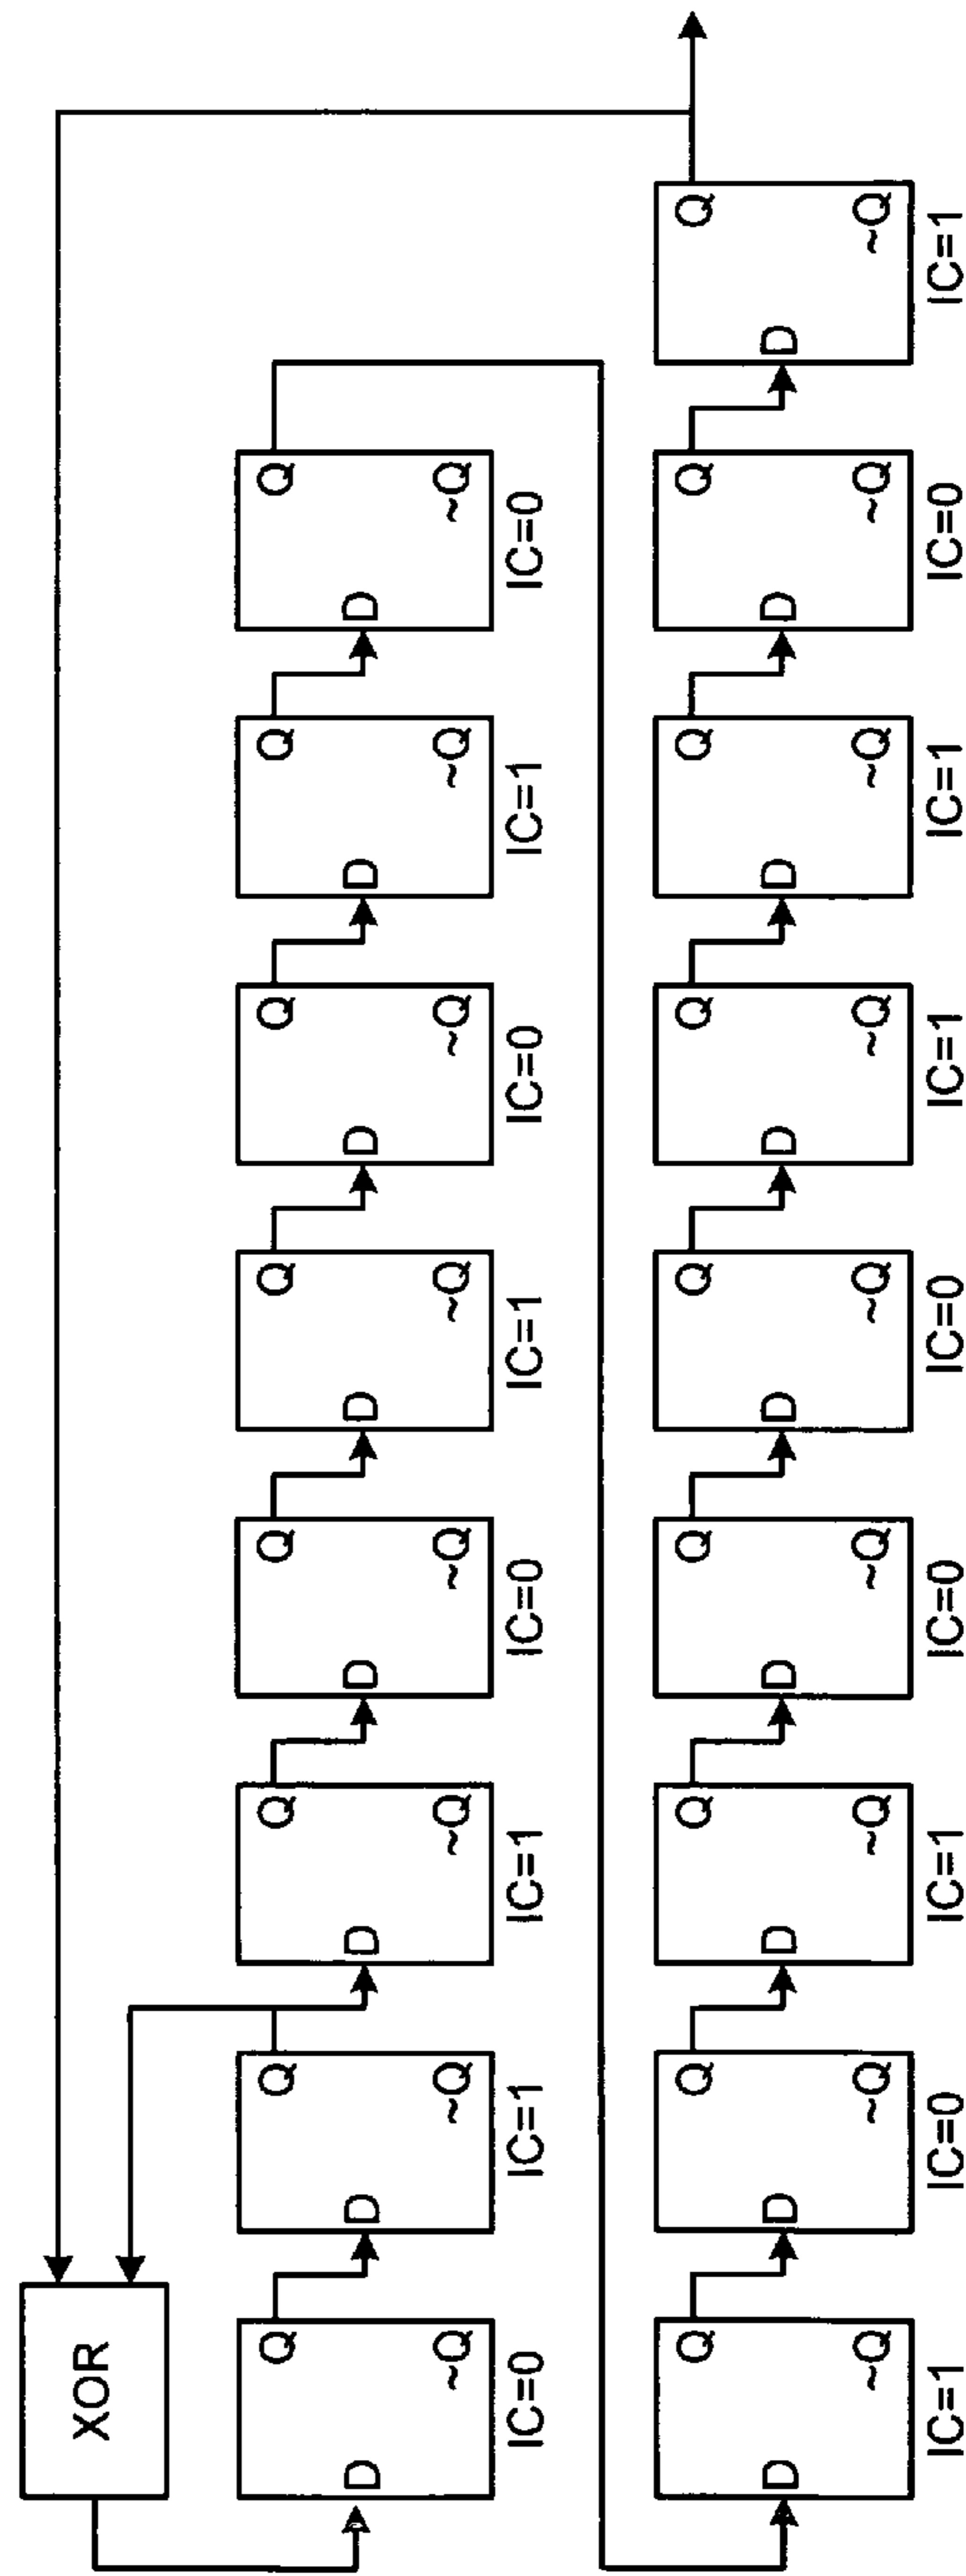 XOR
Q Q Q Q Q Q Q Q
D D D D D D D D
~Q ~Q ~Q ~Q ~Q ~Q ~Q ~Q
IC=0 IC=1 IC=1 IC=0 IC=1 IC=0 IC=1 IC=0
Q Q Q Q Q Q Q Q Q
D D D D D D D D D
~Q ~Q ~Q ~Q ~Q ~Q ~Q ~Q ~Q
IC=1 IC=0 IC=1 IC=0 IC=0 IC=1 IC=1 IC=0 IC=1